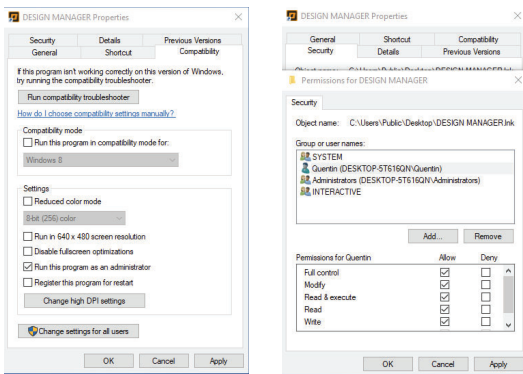 DESIGN MANAGER Properties
Security Details Previous Versions
General Shortcut Compatibility
If this program isn't working correctly on this version of Windows,
try running the compatibility troubleshooter.
Run compatibility troubleshooter
How do I choose compatibility settings manually?
Compatibility mode
Run this program in compatibility mode for:
Windows 8
Settings
Reduced color mode
8-bit (256) color
Run in 640 x 480 screen resolution
Disable fullscreen optimizations
Run this program as an administrator
Register this program for restart
Change high DPI settings
Change settings for all users
OK Cancel Apply
DESIGN MANAGER Properties
General Shortcut Compatibility
Security Details Previous Versions
Permissions for DESIGN MANAGER
Security
Object name: C:\Users\Public\Desktop\DESIGN MANAGER.lnk
Group or user names:
SYSTEM
Quentin (DESKTOP-5T616QN\Quentin)
Administrators (DESKTOP-5T616QN\Administrators)
INTERACTIVE
Add... Remove
Permissions for Quentin Allow Deny
Full control
Modify
Read & execute
Read
Write
OK Cancel Apply